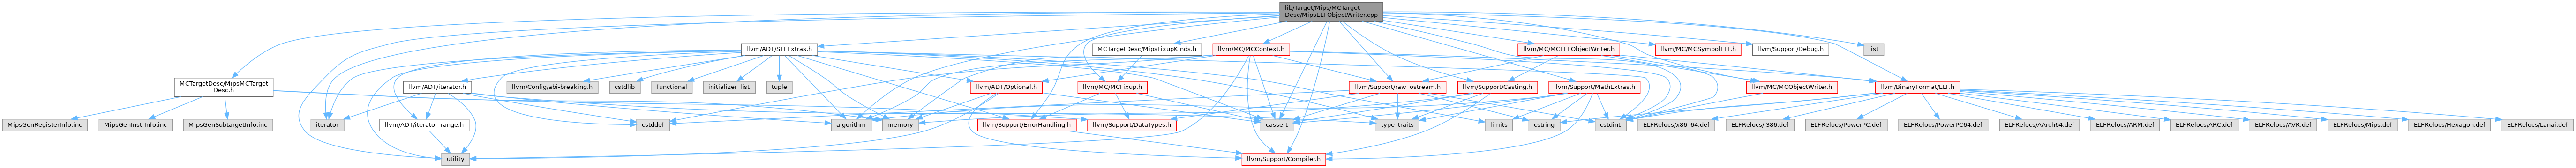 lib/Target/Mips/MCTarget
Desc/MipsELFObjectWriter.cpp
llvm/ADT/STLExtras.h
MCTargetDesc/MipsFixupKinds.h
llvm/MC/MCContext.h
llvm/MC/MCELFObjectWriter.h
llvm/MC/MCSymbolELF.h
llvm/Support/Debug.h
list
MCTargetDesc/MipsMCTarget
Desc.h
llvm/ADT/iterator.h
llvm/Config/abi-breaking.h
cstdlib
functional
initializer_list
tuple
llvm/ADT/Optional.h
llvm/MC/MCFixup.h
llvm/Support/raw_ostream.h
llvm/Support/Casting.h
llvm/Support/MathExtras.h
llvm/MC/MCObjectWriter.h
llvm/BinaryFormat/ELF.h
MipsGenRegisterInfo.inc
MipsGenInstrInfo.inc
MipsGenSubtargetInfo.inc
iterator
llvm/ADT/iterator_range.h
cstddef
algorithm
memory
llvm/Support/ErrorHandling.h
llvm/Support/DataTypes.h
cassert
type_traits
limits
cstring
cstdint
ELFRelocs/x86_64.def
ELFRelocs/i386.def
ELFRelocs/PowerPC.def
ELFRelocs/PowerPC64.def
ELFRelocs/AArch64.def
ELFRelocs/ARM.def
ELFRelocs/ARC.def
ELFRelocs/AVR.def
ELFRelocs/Mips.def
ELFRelocs/Hexagon.def
ELFRelocs/Lanai.def
utility
llvm/Support/Compiler.h